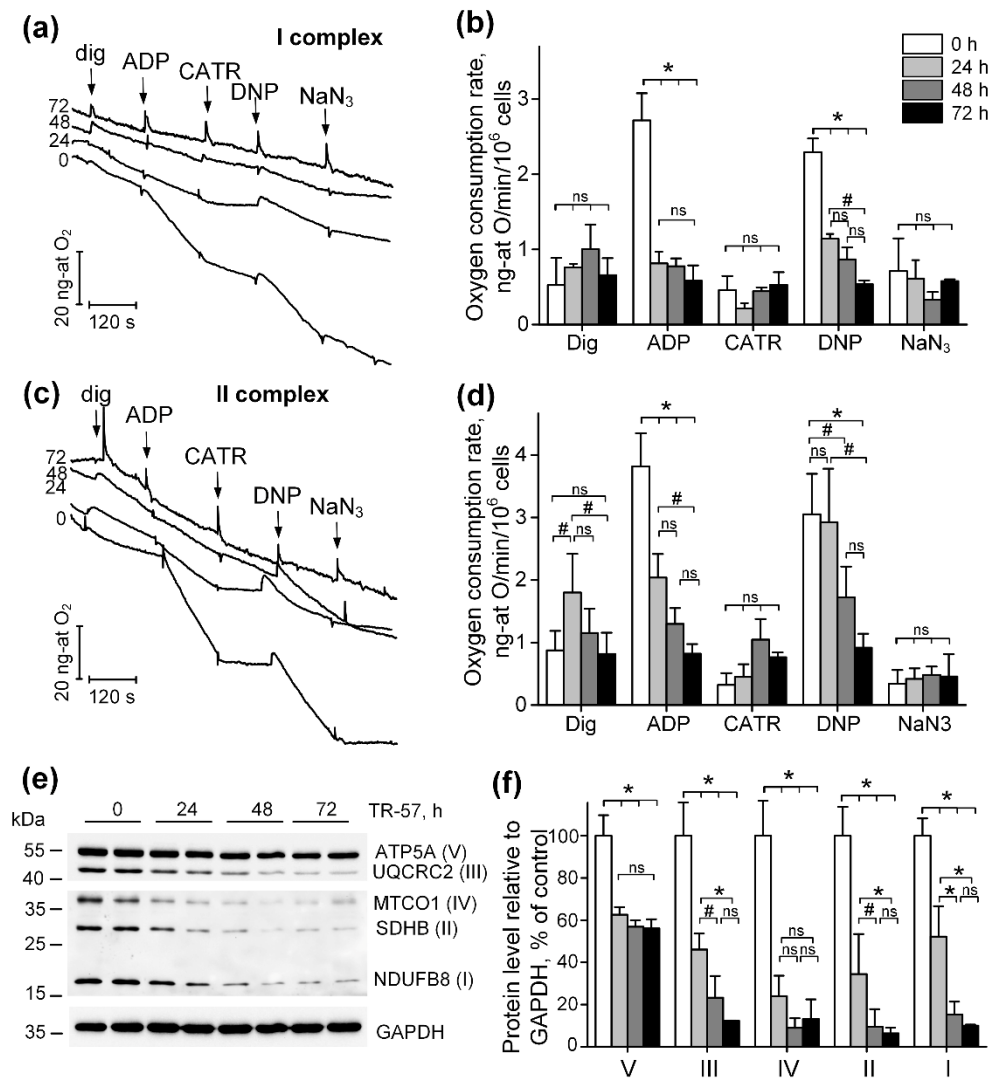 (a)
I complex
dig
ADP
CATR
DNP
NaN₃
72
48
24
0
20 ng-at O₂
120 s
(b)
Oxygen consumption rate,
ng-at O/min/10⁶ cells
3
2
1
0
ns
*
ns
ns
*
#
ns
ns
ns
Dig ADP CATR DNP NaN₃
0 h
24 h
48 h
72 h
(c)
II complex
dig
ADP
CATR
DNP
NaN₃
72
48
24
0
20 ng-at O₂
120 s
(d)
Oxygen consumption rate,
ng-at O/min/10⁶ cells
4
3
2
1
0
ns
#
# ns
*
#
ns
ns
ns
*
#
ns #
ns
ns
Dig ADP CATR DNP NaN3
(e)
kDa
0 24 48 72 TR-57, h
55
40
35
25
15
35
ATP5A (V)
UQCRC2 (III)
MTCO1 (IV)
SDHB (II)
NDUFB8 (I)
GAPDH
(f)
Protein level relative to
GAPDH, % of control
100
80
60
40
20
0
*
ns
*
*
# ns
*
ns
ns ns
*
*
# ns
*
*
* ns
V III IV II I